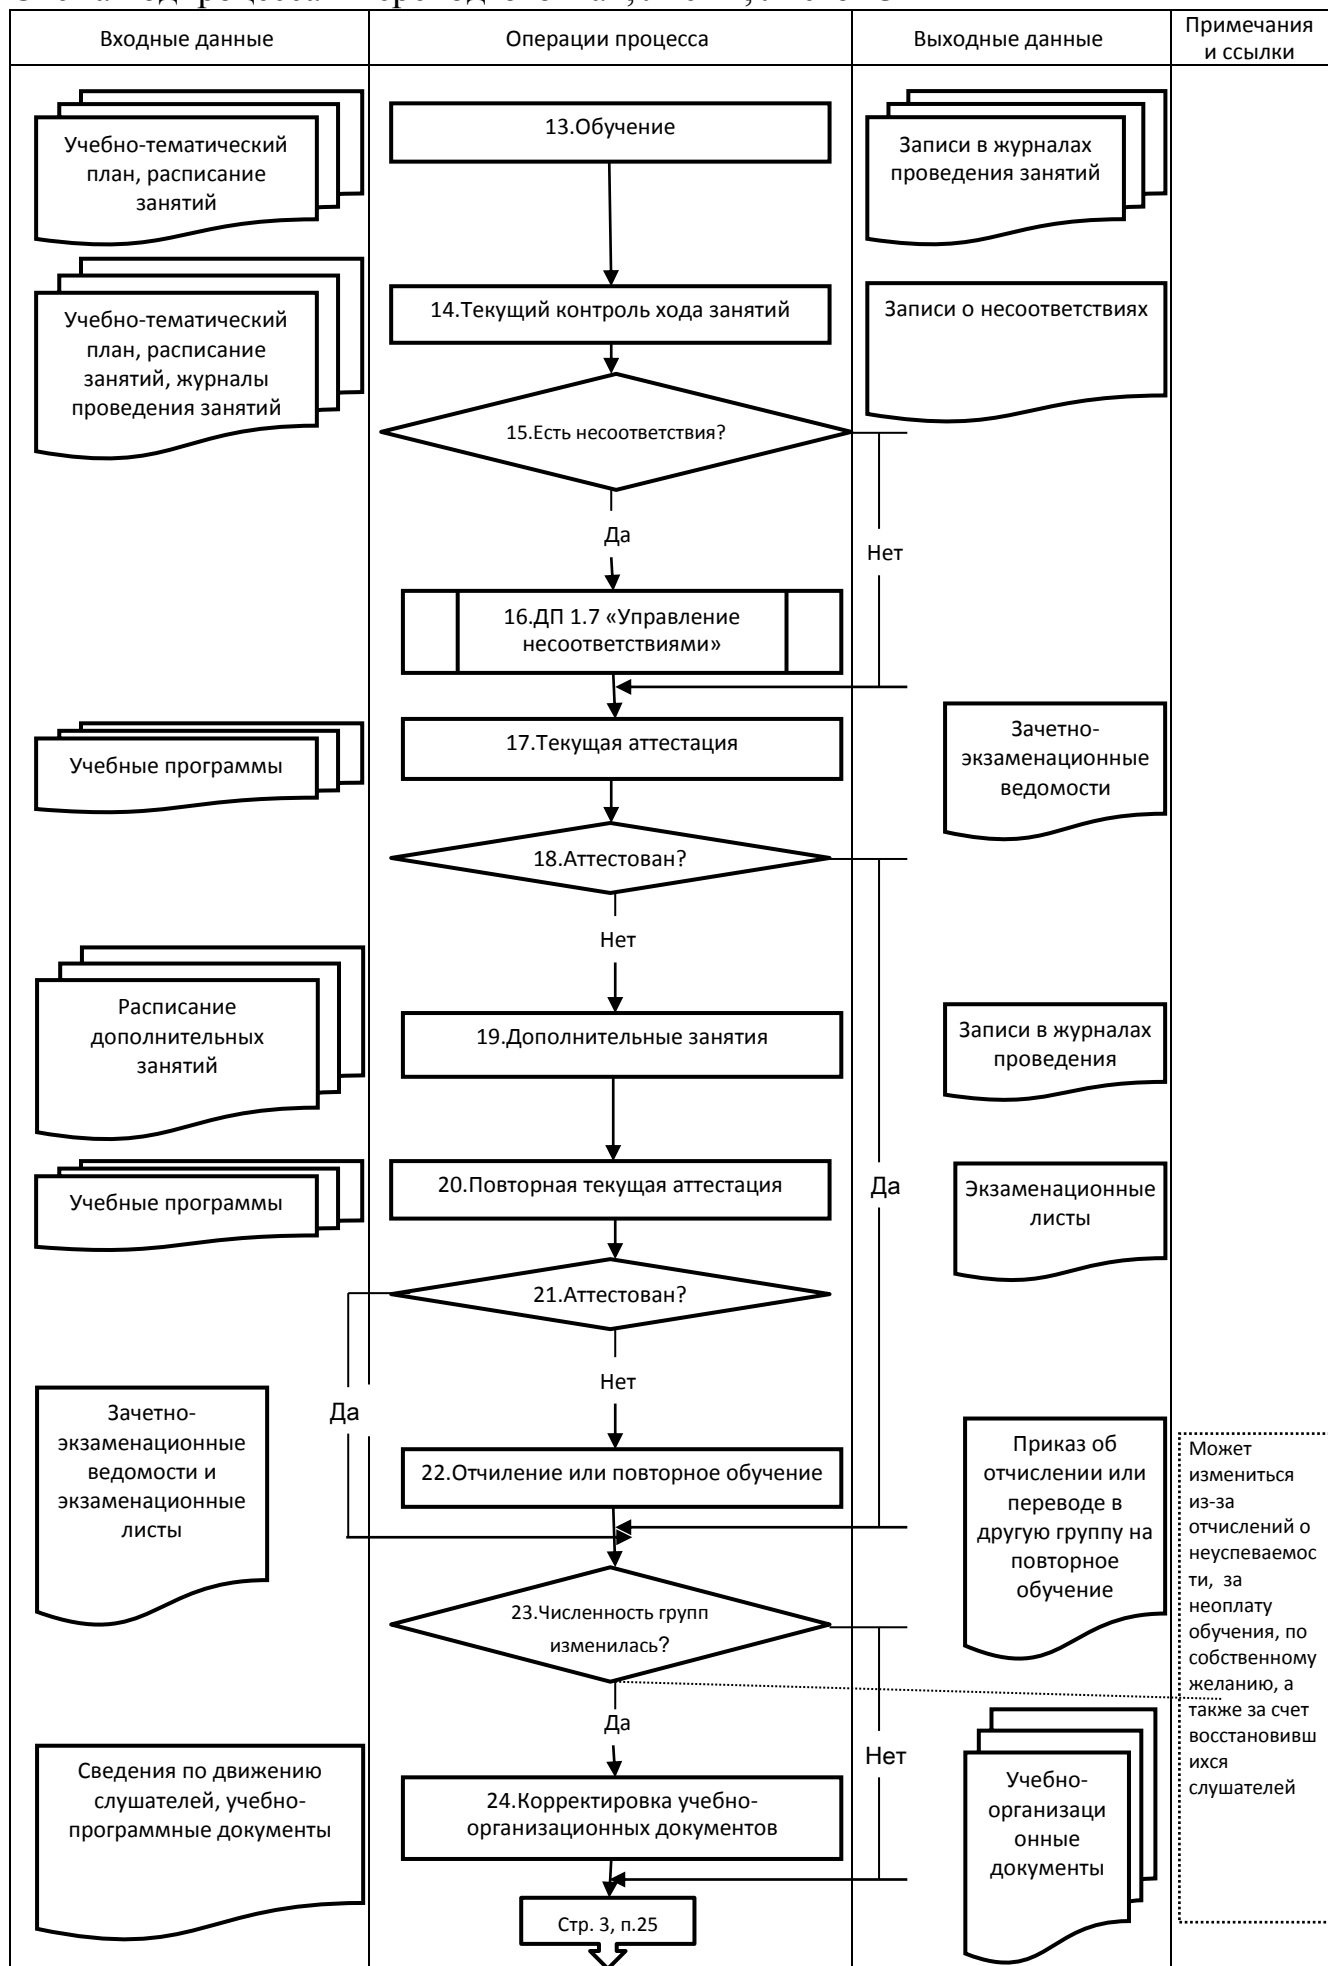 Входные данные
Операции процесса
Выходные данные
Примечания
и ссылки
Учебно-тематический
план, расписание
занятий
13.Обучение
Записи в журналах
проведения занятий
Учебно-тематический
план, расписание
занятий, журналы
проведения занятий
14.Текущий контроль хода занятий
Записи о несоответствиях
15.Есть несоответствия?
Да
Нет
16.ДП 1.7 «Управление
несоответствиями»
Учебные программы
17.Текущая аттестация
Зачетно-
экзаменационные
ведомости
18.Аттестован?
Нет
Да
Расписание
дополнительных
занятий
19.Дополнительные занятия
Записи в журналах
проведения
Учебные программы
20.Повторная текущая аттестация
Экзаменационные
листы
21.Аттестован?
Да
Нет
Зачетно-
экзаменационные
ведомости и
экзаменационные
листы
22.Отчиление или повторное обучение
Приказ об
отчислении или
переводе в
другую группу на
повторное
обучение
Может
измениться
из-за
отчислений о
неуспеваемос
ти, за
неоплату
обучения, по
собственному
желанию, а
также за счет
восстановивш
ихся
слушателей
23.Численность групп
изменилась?
Да
Нет
Сведения по движению
слушателей, учебно-
программные документы
24.Корректировка учебно-
организационных документов
Учебно-
организаци
онные
документы
Стр. 3, п.25